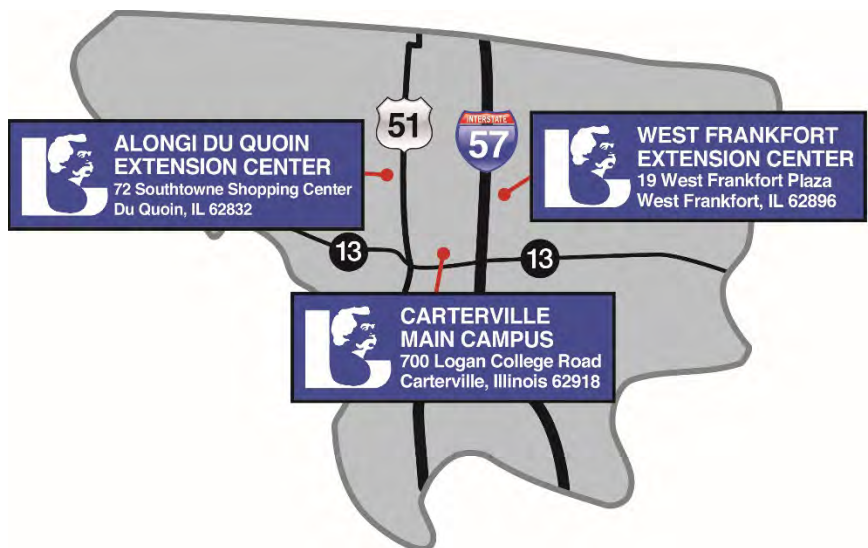 51
INTERSTATE
57
ALONGI DU QUOIN
EXTENSION CENTER
72 Southtowne Shopping Center
Du Quoin, IL 62832
WEST FRANKFORT
EXTENSION CENTER
19 West Frankfort Plaza
West Frankfort, IL 62896
13
13
CARTERVILLE
MAIN CAMPUS
700 Logan College Road
Carterville, Illinois 62918